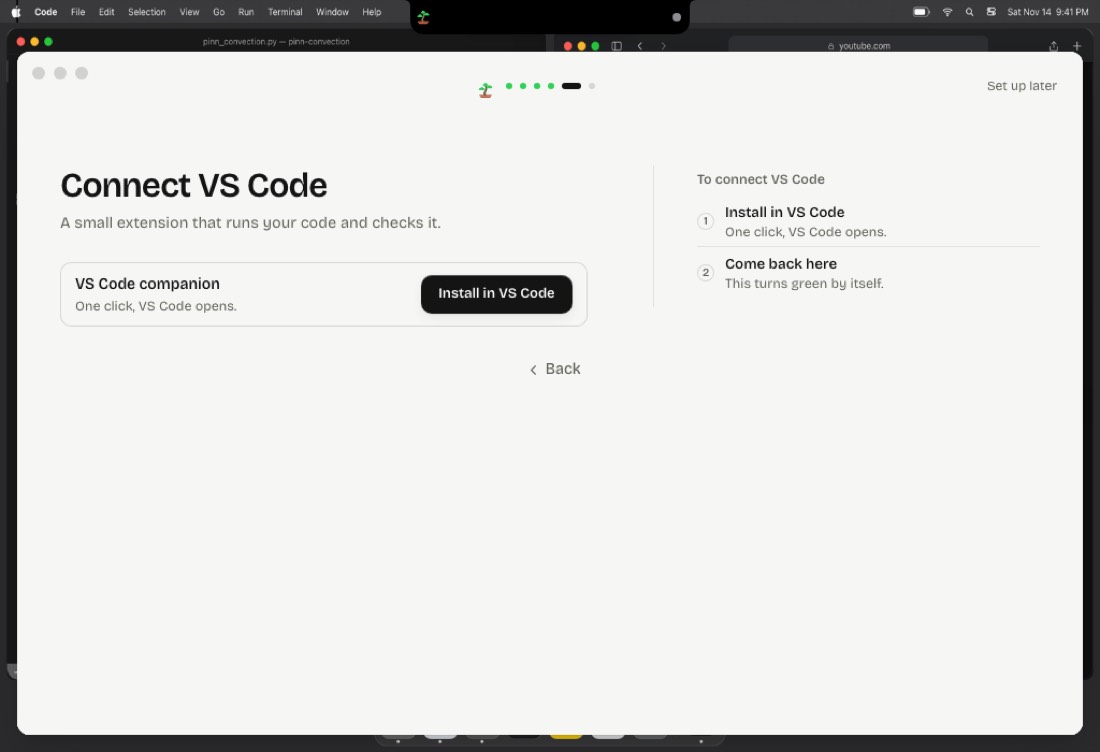 Code File Edit Selection View Go Run Terminal Window Help Sat Nov 14 9:41 PM
pinn_convection.py — pinn-convection
youtube.com
Set up later
Connect VS Code
A small extension that runs your code and checks it.
VS Code companion
One click, VS Code opens.
Install in VS Code
Back
To connect VS Code
1 Install in VS Code
One click, VS Code opens.
2 Come back here
This turns green by itself.